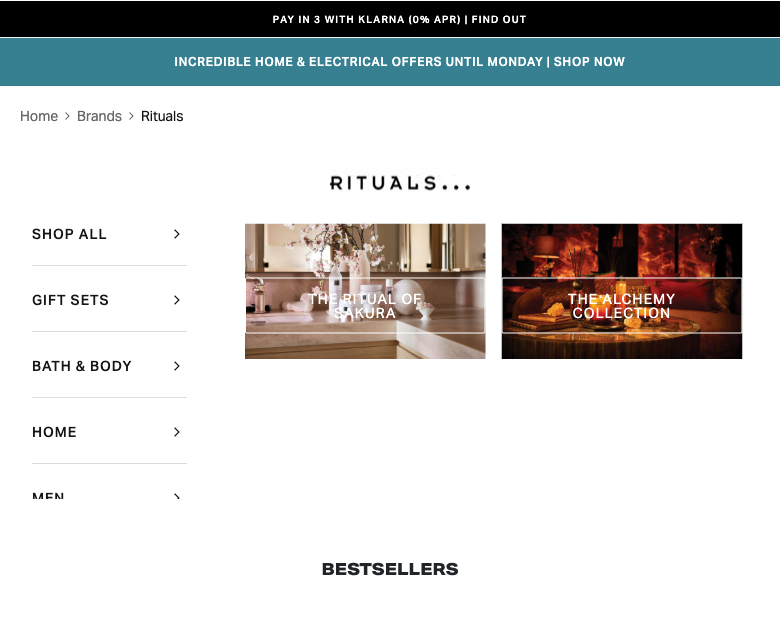 PAY IN 3 WITH KLARNA (0% APR) | FIND OUT
INCREDIBLE HOME & ELECTRICAL OFFERS UNTIL MONDAY | SHOP NOW
Home > Brands > Rituals
RITUALS...
SHOP ALL
GIFT SETS
BATH & BODY
HOME
MEN
THE RITUAL OF
SAKURA
THE ALCHEMY
COLLECTION
BESTSELLERS